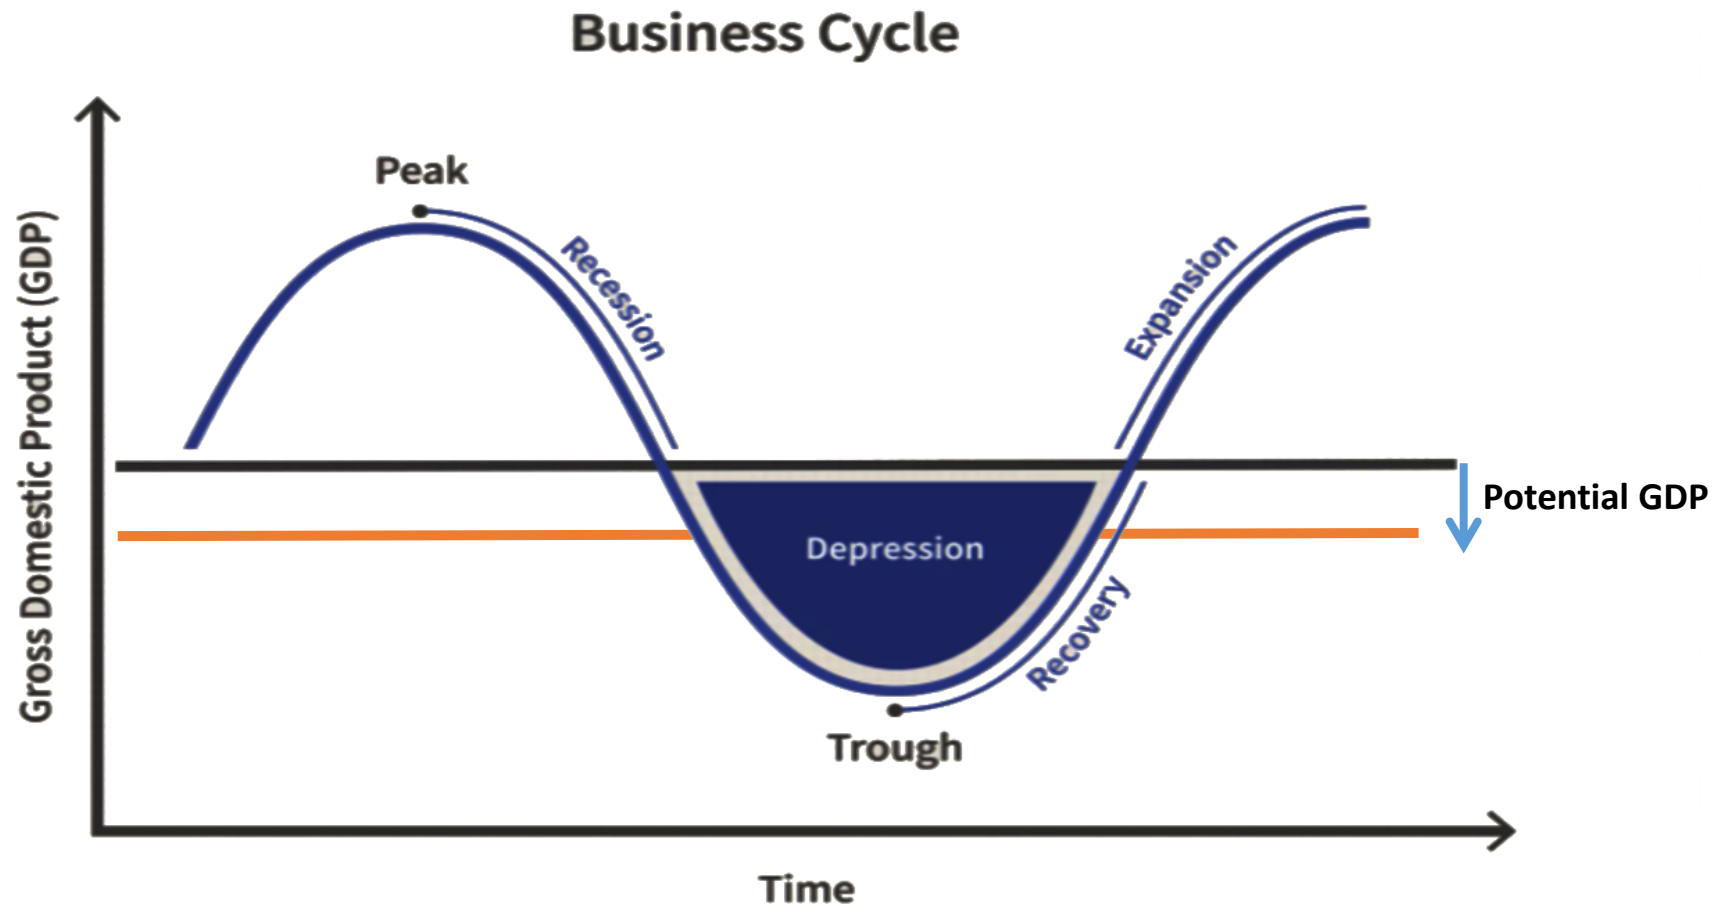 Business Cycle
Gross Domestic Product (GDP)
Peak
Recession
Expansion
Potential GDP
Depression
Recovery
Trough
Time